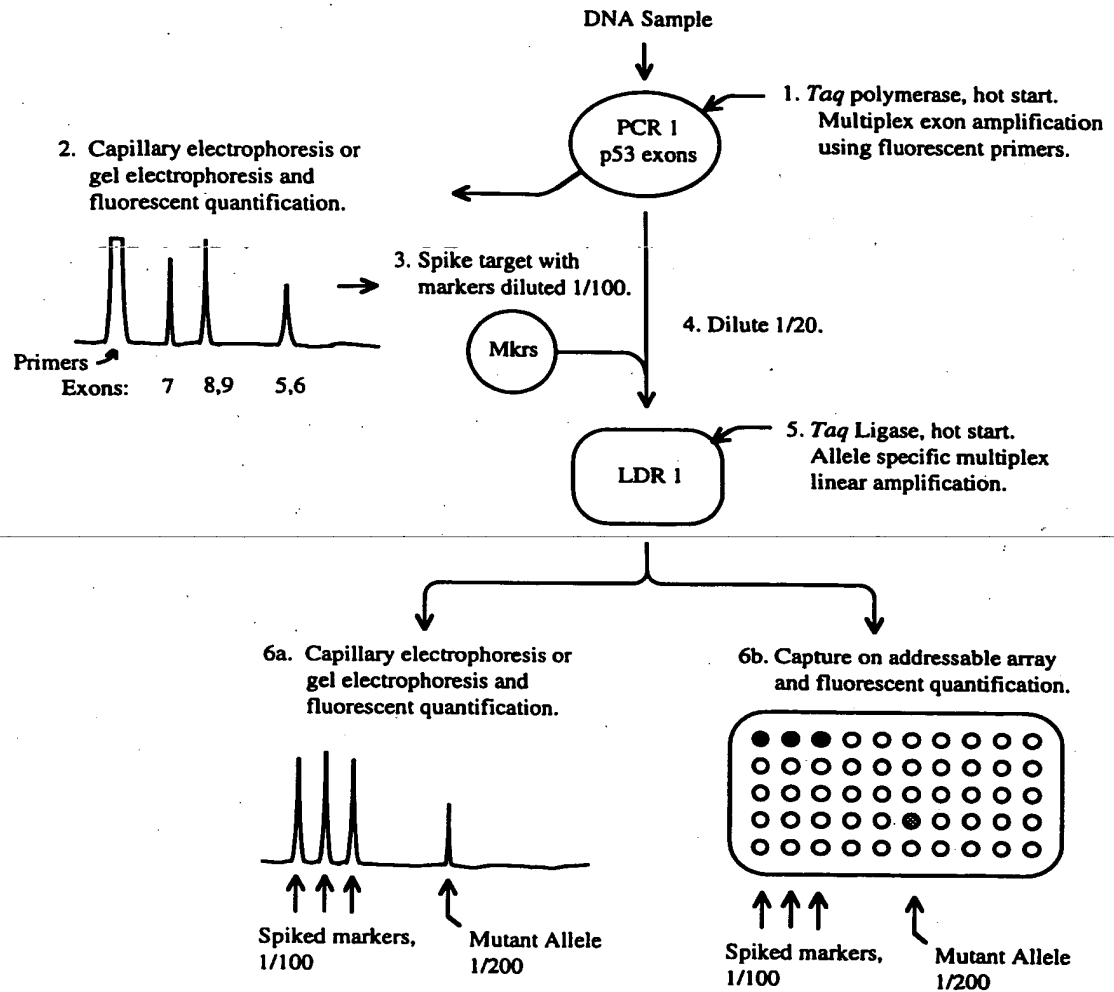 DNA Sample
PCR 1
p53 exons
1. Taq polymerase, hot start.
Multiplex exon amplification
using fluorescent primers.
2. Capillary electrophoresis or
gel electrophoresis and
fluorescent quantification.
Primers
Exons: 7 8,9 5,6
3. Spike target with
markers diluted 1/100.
Mkrs
4. Dilute 1/20.
LDR 1
5. Taq Ligase, hot start.
Allele specific multiplex
linear amplification.
6a. Capillary electrophoresis or
gel electrophoresis and
fluorescent quantification.
Spiked markers,
1/100
Mutant Allele
1/200
6b. Capture on addressable array
and fluorescent quantification.
Spiked markers,
1/100
Mutant Allele
1/200